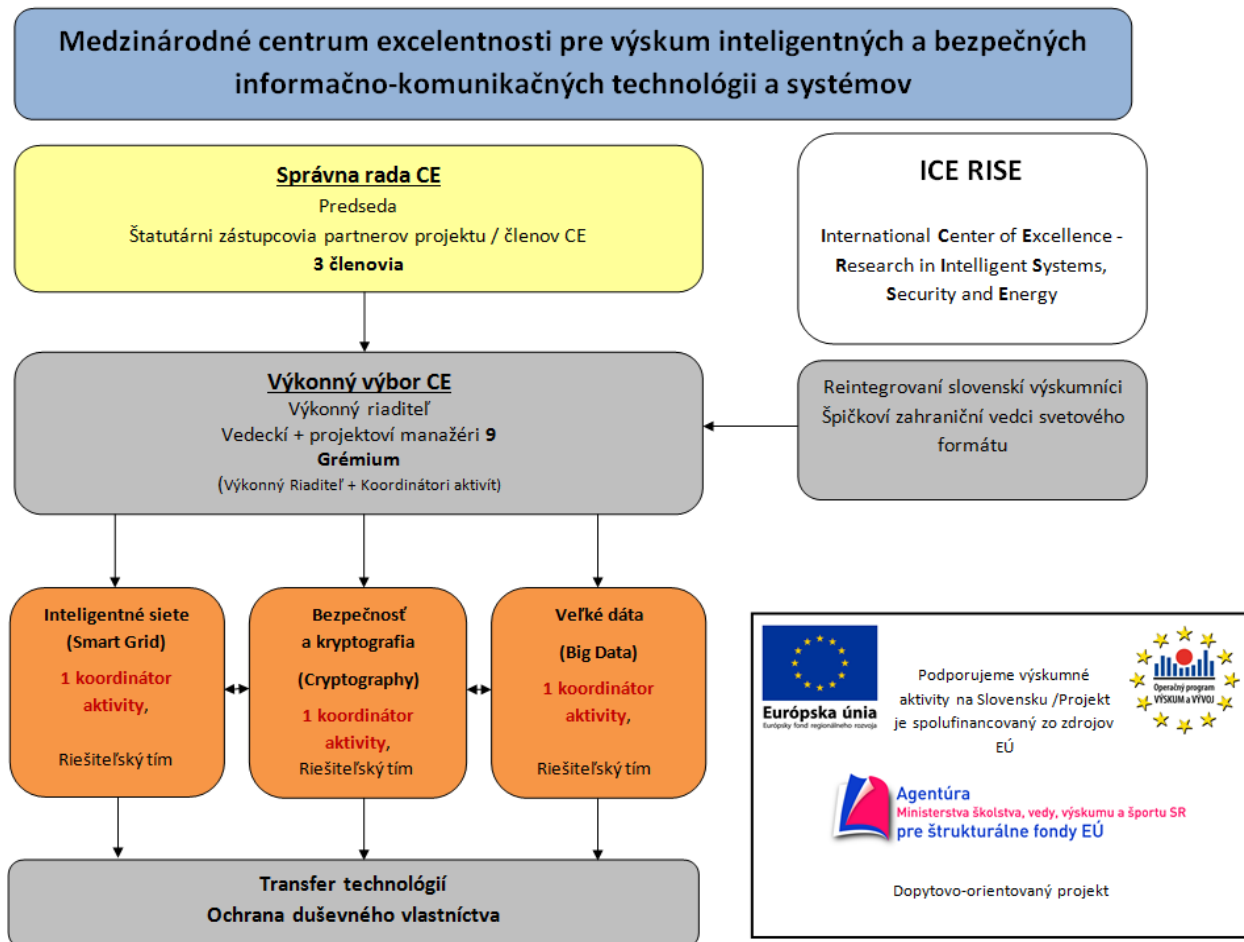 Medzinárodné centrum excelentnosti pre výskum inteligentných a bezpečných
informačno-komunikačných technológii a systémov
Správna rada CE
Predseda
Štatutárni zástupcovia partnerov projektu / členov CE
3 členovia
ICE RISE
International Center of Excellence -
Research in Intelligent Systems,
Security and Energy
Výkonný výbor CE
Výkonný riaditeľ
Vedeckí + projektoví manažéri 9
Grémium
(Výkonný Riaditeľ + Koordinátori aktivít)
Reintegrovaní slovenskí výskumníci
Špičkoví zahraniční vedci svetového
formátu
Inteligentné siete
(Smart Grid)
1 koordinátor
aktivity,
Riešiteľský tím
Bezpečnosť
a kryptografia
(Cryptography)
1 koordinátor
aktivity,
Riešiteľský tím
Veľké dáta
(Big Data)
1 koordinátor
aktivity,
Riešiteľský tím
Transfer technológií
Ochrana duševného vlastníctva
Európska únia
Európsky fond regionálneho rozvoja
Podporujeme výskumné
aktivity na Slovensku /Projekt
je spolufinancovaný zo zdrojov
EÚ
Operačný program
VÝSKUM a VÝVOJ
Agentúra
Ministerstva školstva, vedy, výskumu a športu SR
pre štrukturálne fondy EÚ
Dopytovo-orientovaný projekt